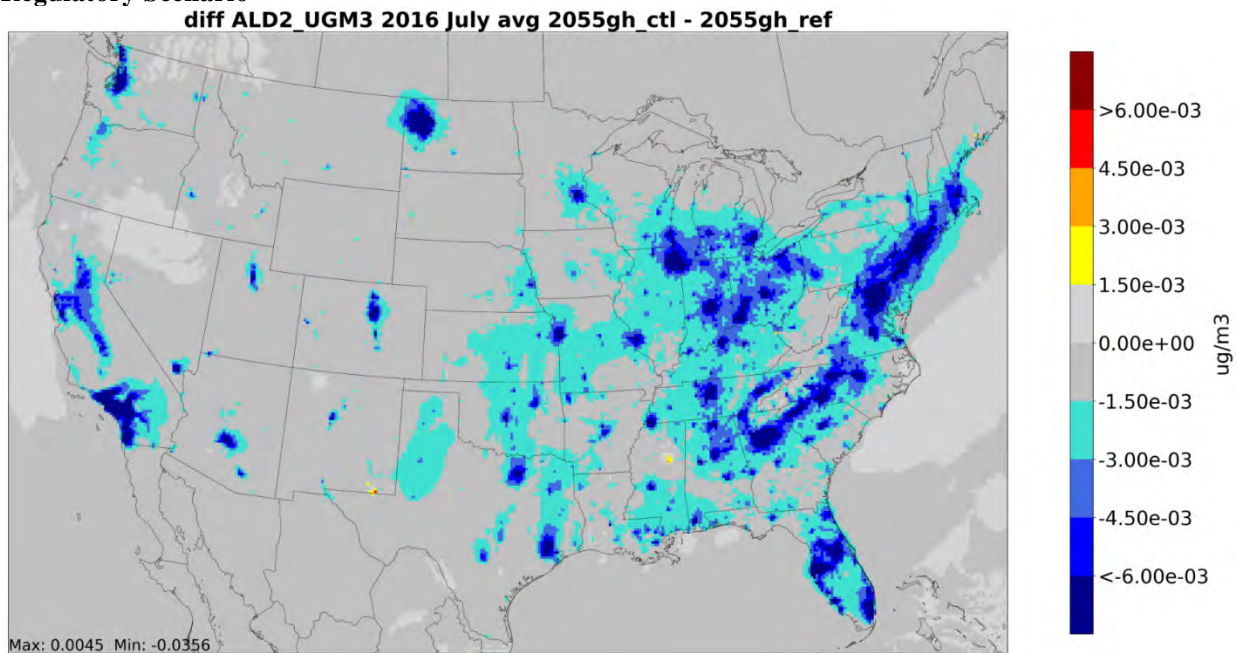 Regulatory Scenario
diff ALD2_UGM3 2016 July avg 2055gh_ctl - 2055gh_ref
>6.00e-03
4.50e-03
3.00e-03
1.50e-03
0.00e+00
-1.50e-03
-3.00e-03
-4.50e-03
<-6.00e-03
ug/m3
Max: 0.0045 Min: -0.0356